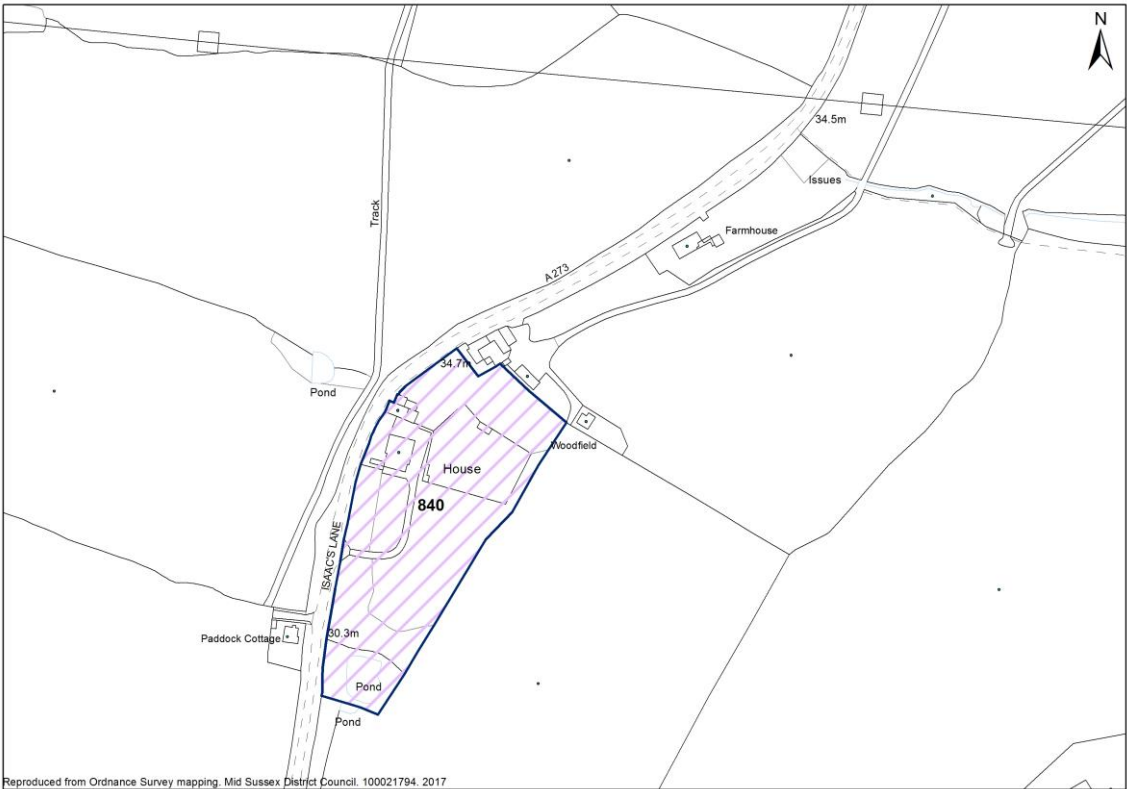 N
34.5m
Issues
Track
Farmhouse
A 273
34.7m
Pond
Woodfield
House
840
ISAAC'S LANE
30.3m
Paddock Cottage
Pond
Pond
Reproduced from Ordnance Survey mapping. Mid Sussex District Council. 100021794. 2017